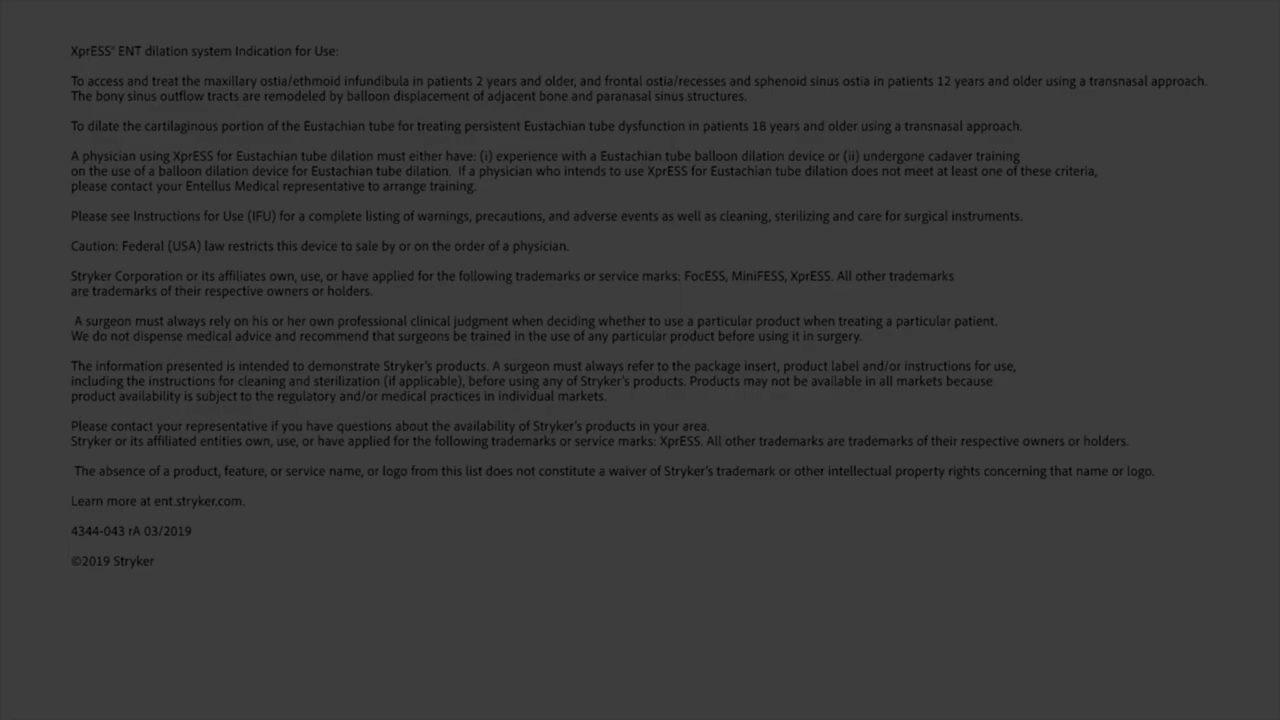 XprESS® ENT dilation system Indication for Use:
To access and treat the maxillary ostia/ethmoid infundibula in patients 2 years and older, and frontal ostia/recesses and sphenoid sinus ostia in patients 12 years and older using a transnasal approach.
The bony sinus outflow tracts are remodeled by balloon displacement of adjacent bone and paranasal sinus structures.
To dilate the cartilaginous portion of the Eustachian tube for treating persistent Eustachian tube dysfunction in patients 18 years and older using a transnasal approach.
A physician using XprESS for Eustachian tube dilation must either have: (i) experience with a Eustachian tube balloon dilation device or (ii) undergone cadaver training
on the use of a balloon dilation device for Eustachian tube dilation. If a physician who intends to use XprESS for Eustachian tube dilation does not meet at least one of these criteria,
please contact your Entellus Medical representative to arrange training.
Please see Instructions for Use (IFU) for a complete listing of warnings, precautions, and adverse events as well as cleaning, sterilizing and care for surgical instruments.
Caution: Federal (USA) law restricts this device to sale by or on the order of a physician.
Stryker Corporation or its affiliates own, use, or have applied for the following trademarks or service marks: FocESS, MiniFESS, XprESS. All other trademarks
are trademarks of their respective owners or holders.
A surgeon must always rely on his or her own professional clinical judgment when deciding whether to use a particular product when treating a particular patient.
We do not dispense medical advice and recommend that surgeons be trained in the use of any particular product before using it in surgery.
The information presented is intended to demonstrate Stryker's products. A surgeon must always refer to the package insert, product label and/or instructions for use,
including the instructions for cleaning and sterilization (if applicable), before using any of Stryker's products. Products may not be available in all markets because
product availability is subject to the regulatory and/or medical practices in individual markets.
Please contact your representative if you have questions about the availability of Stryker's products in your area.
Stryker or its affiliated entities own, use, or have applied for the following trademarks or service marks: XprESS. All other trademarks are trademarks of their respective owners or holders.
The absence of a product, feature, or service name, or logo from this list does not constitute a waiver of Stryker's trademark or other intellectual property rights concerning that name or logo.
Learn more at ent.stryker.com.
4344-043 rA 03/2019
©2019 Stryker